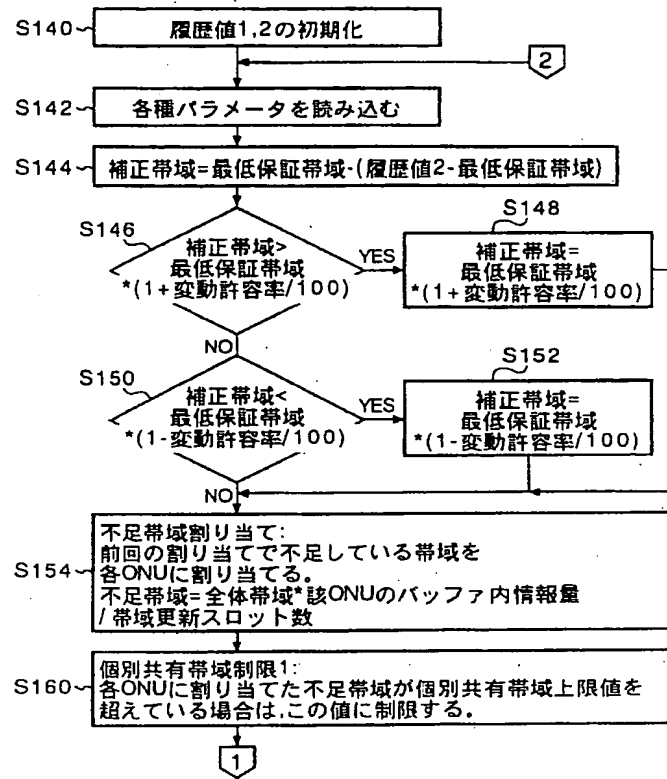 S140
履歴値1,2の初期化
2
S142
各種パラメータを読み込む
S144
補正帯域=最低保証帯域-(履歴値2-最低保証帯域)
S146
補正帯域>
最低保証帯域
*(1+変動許容率/100)
YES
S148
補正帯域=
最低保証帯域
*(1+変動許容率/100)
NO
S150
補正帯域<
最低保証帯域
*(1-変動許容率/100)
YES
S152
補正帯域=
最低保証帯域
*(1-変動許容率/100)
NO
S154
不足帯域割り当て:
前回の割り当てで不足している帯域を
各ONUに割り当てる。
不足帯域=全体帯域*該ONUのバッファ内情報量
/帯域更新スロット数
S160
個別共有帯域制限1:
各ONUに割り当てた不足帯域が個別共有帯域上限値を
超えている場合は,この値に制限する。
1